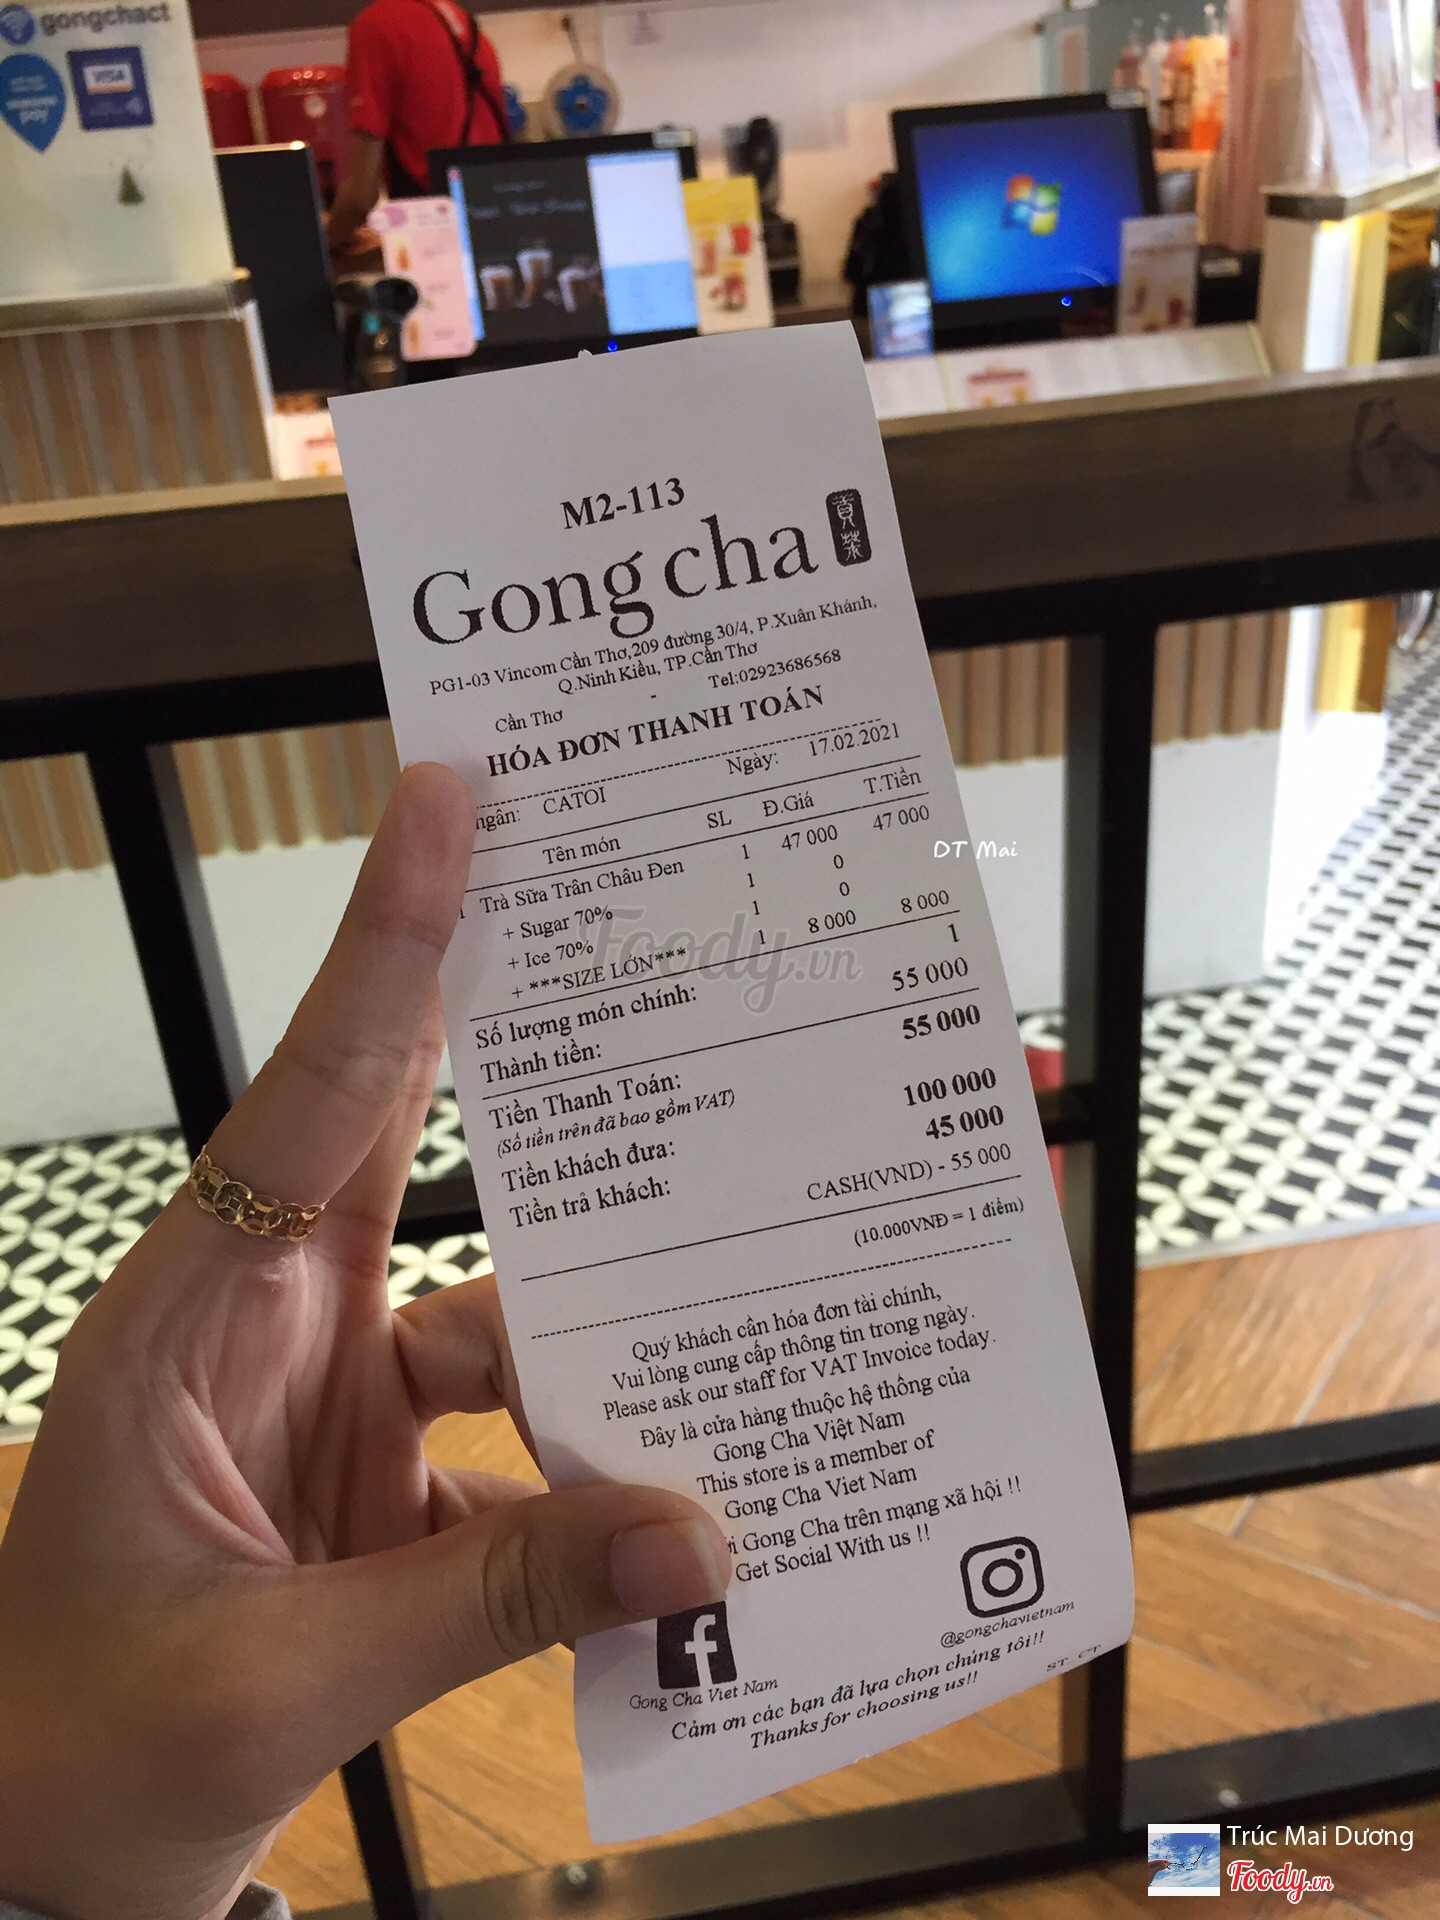 gongchact
VISA
pay
M2-113
Gong cha 貢茶
PG1-03 Vincom Cần Thơ,209 đường 30/4, P.Xuân Khánh,
Q.Ninh Kiều, TP.Cần Thơ
Cần Thơ - Tel:02923686568
HÓA ĐƠN THANH TOÁN
ngân: CATOI Ngày: 17.02.2021
Tên món SL Đ.Giá T.Tiền
1 Trà Sữa Trân Châu Đen 1 47 000 47 000
+ Sugar 70% 1 0
+ Ice 70% 1 0
+ ***SIZE LỚN*** 1 8 000 8 000
Số lượng món chính: 1
Thành tiền: 55 000
Tiền Thanh Toán: 55 000
(Số tiền trên đã bao gồm VAT)
Tiền khách đưa: 100 000
Tiền trả khách: 45 000
CASH(VND) - 55 000
(10.000VNĐ = 1 điểm)
Quý khách cần hóa đơn tài chính,
Vui lòng cung cấp thông tin trong ngày.
Please ask our staff for VAT Invoice today.
Đây là cửa hàng thuộc hệ thống của
Gong Cha Việt Nam
This store is a member of
Gong Cha Viet Nam
Gong Cha trên mạng xã hội !!
Get Social With us !!
@gongchavietnam
Gong Cha Viet Nam
Cảm ơn các bạn đã lựa chọn chúng tôi!!
Thanks for choosing us!!
ST_CT
DT Mai
Foody.vn
Trúc Mai Dương
Foody.vn